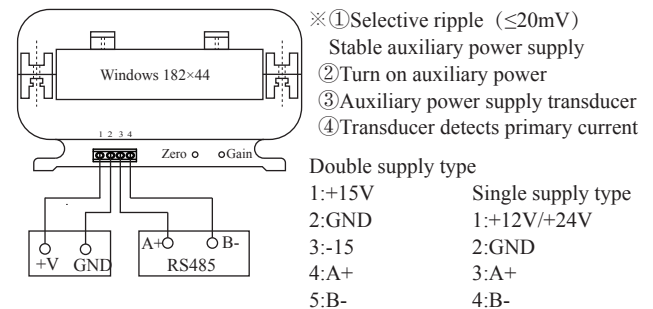 Windows 182×44
1 2 3 4
Zero
Gain
+V GND
A+ B-
RS485
※①Selective ripple（≤20mV）
Stable auxiliary power supply
②Turn on auxiliary power
③Auxiliary power supply transducer
④Transducer detects primary current
Double supply type
1:+15V
2:GND
3:-15
4:A+
5:B-
Single supply type
1:+12V/+24V
2:GND
3:A+
4:B-